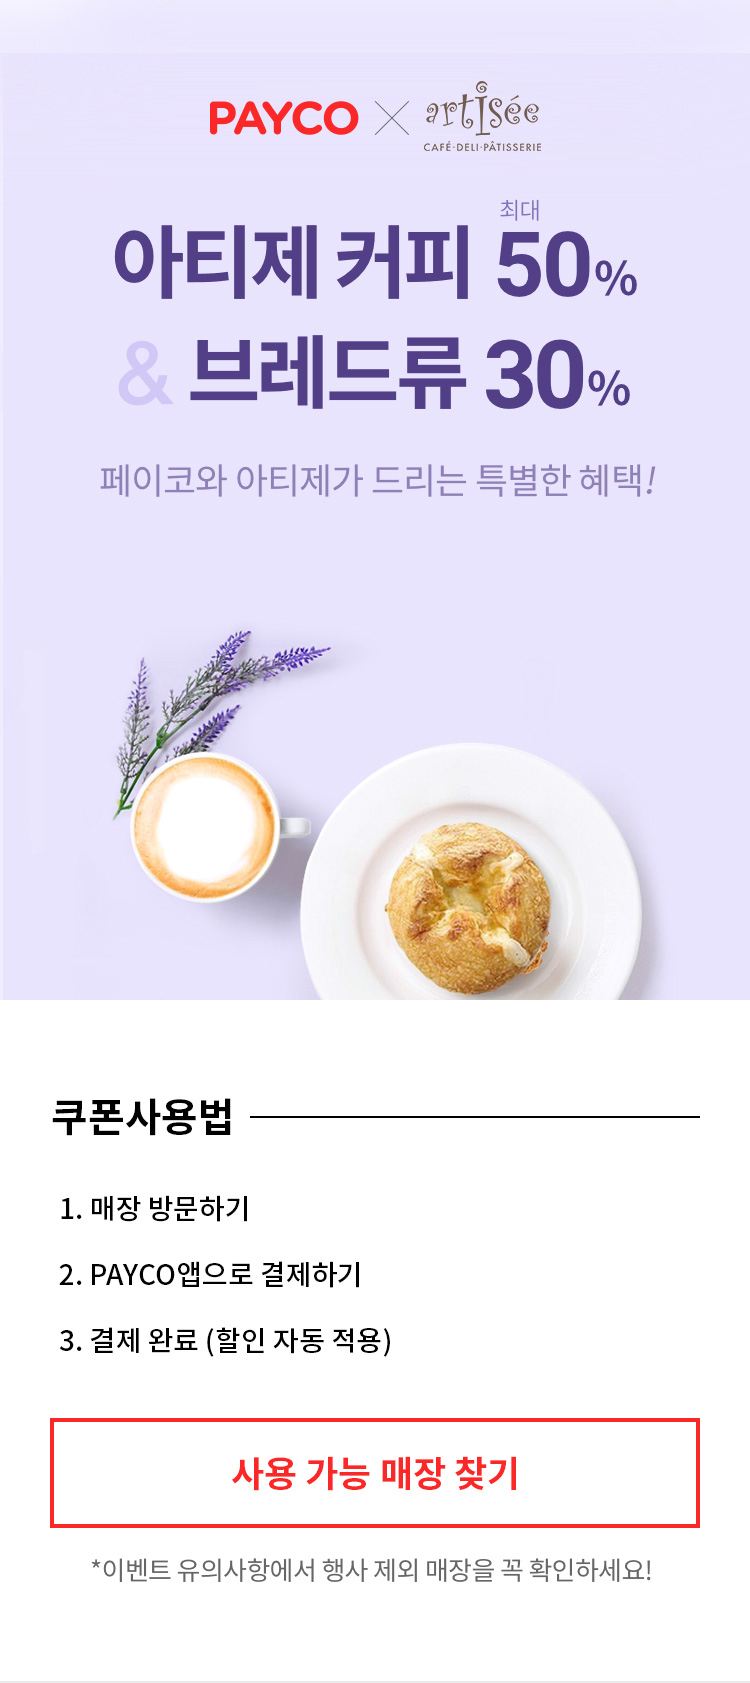 PAYCO × artisée
CAFÉ·DELI·PÂTISSERIE
최대
아티제 커피 50%
& 브레드류 30%
페이코와 아티제가 드리는 특별한 혜택!
쿠폰사용법
1. 매장 방문하기
2. PAYCO앱으로 결제하기
3. 결제 완료 (할인 자동 적용)
사용 가능 매장 찾기
*이벤트 유의사항에서 행사 제외 매장을 꼭 확인하세요!